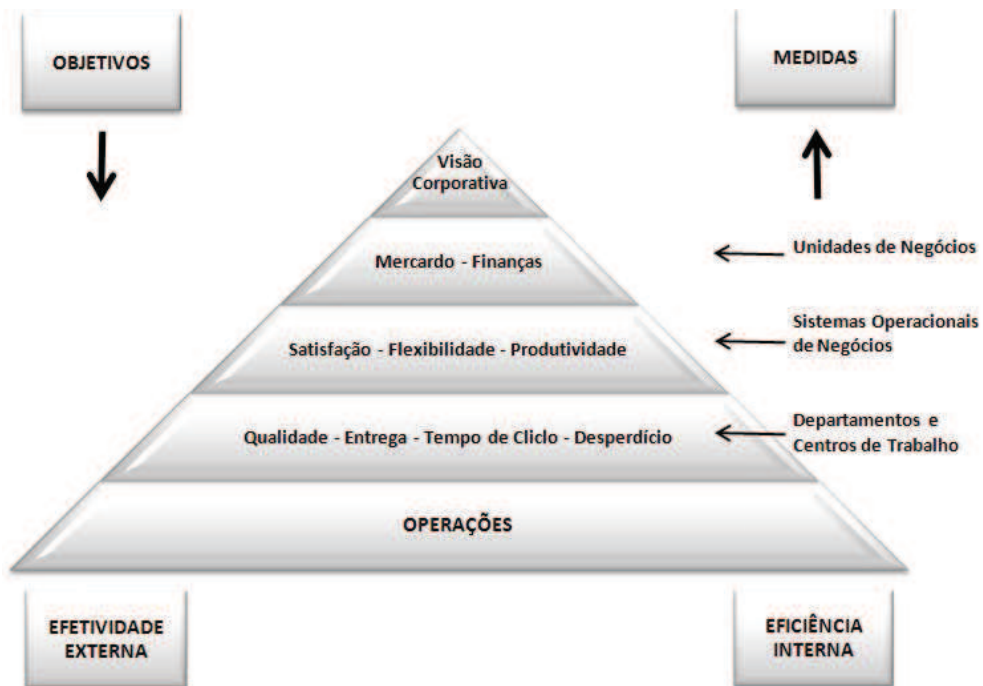 OBJETIVOS
MEDIDAS
Visão
Corporativa
Mercardo - Finanças
Unidades de Negócios
Satisfação - Flexibilidade - Produtividade
Sistemas Operacionais
de Negócios
Qualidade - Entrega - Tempo de Cliclo - Desperdício
Departamentos e
Centros de Trabalho
OPERAÇÕES
EFETIVIDADE
EXTERNA
EFICIÊNCIA
INTERNA